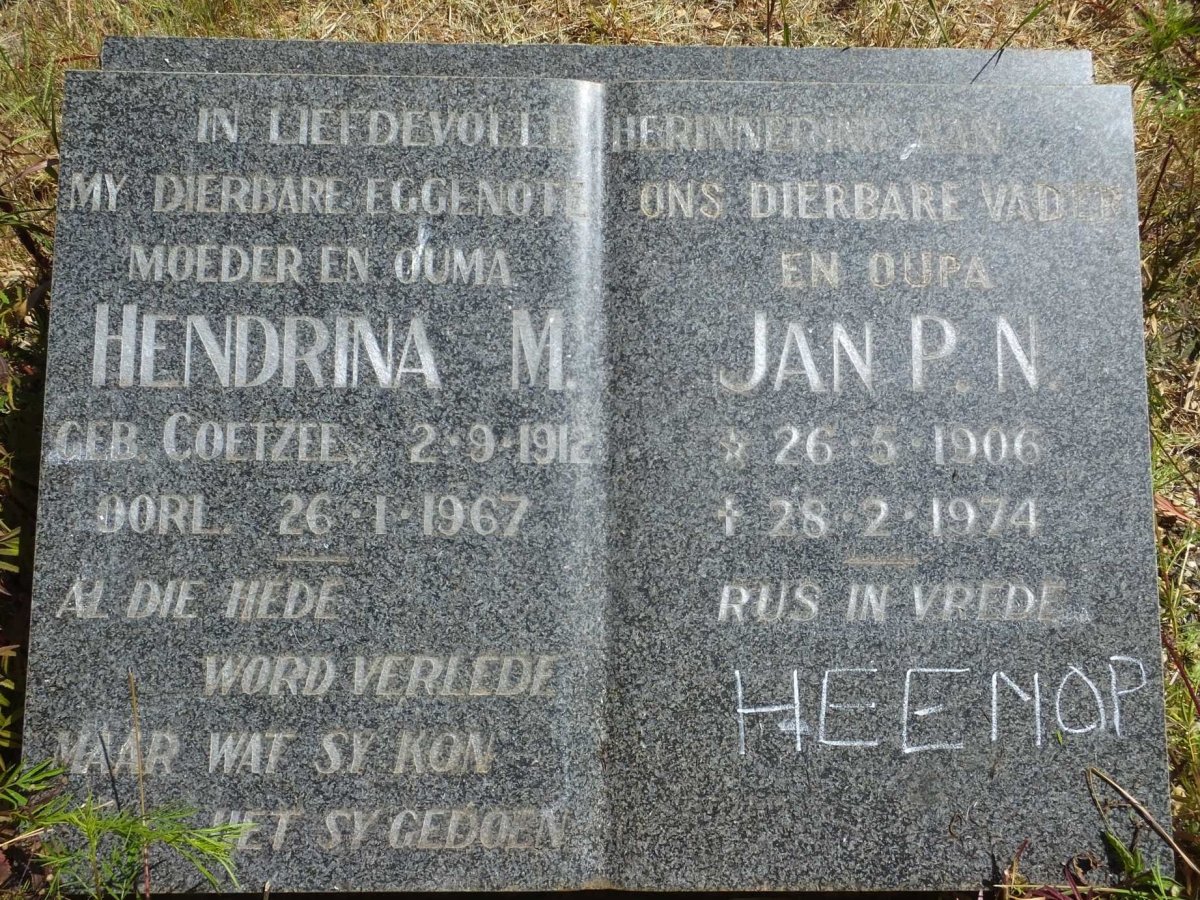 IN LIEFDEVOLLE HERINNERING AAN
MY DIERBARE EGGENOTE
MOEDER EN OUMA
HENDRINA M.
GEB. COETZEE. 2·9·1912
OORL. 26·1·1967
AL DIE HEDE
WORD VERLEDE
MAAR WAT SY KON
HET SY GEDOEN
ONS DIERBARE VADER
EN OUPA
JAN P. N.
☆ 26·5·1906
† 28·2·1974
RUS IN VREDE
HEEMOP